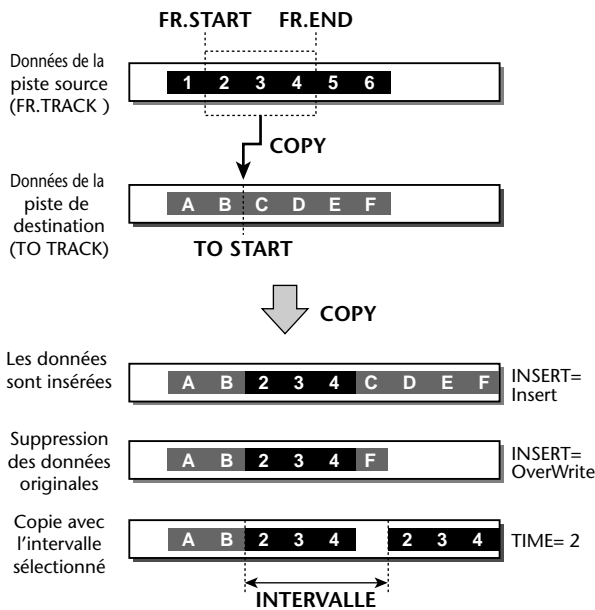 FR.START FR.END
Données de la
piste source
(FR.TRACK )
1 2 3 4 5 6
COPY
Données de la
piste de
destination
(TO TRACK)
A B C D E F
TO START
COPY
Les données
sont insérées
A B 2 3 4 C D E F
INSERT=
Insert
Suppression
des données
originales
A B 2 3 4 F
INSERT=
OverWrite
Copie avec
l'intervalle
sélectionné
A B 2 3 4 2 3 4
TIME= 2
INTERVALLE